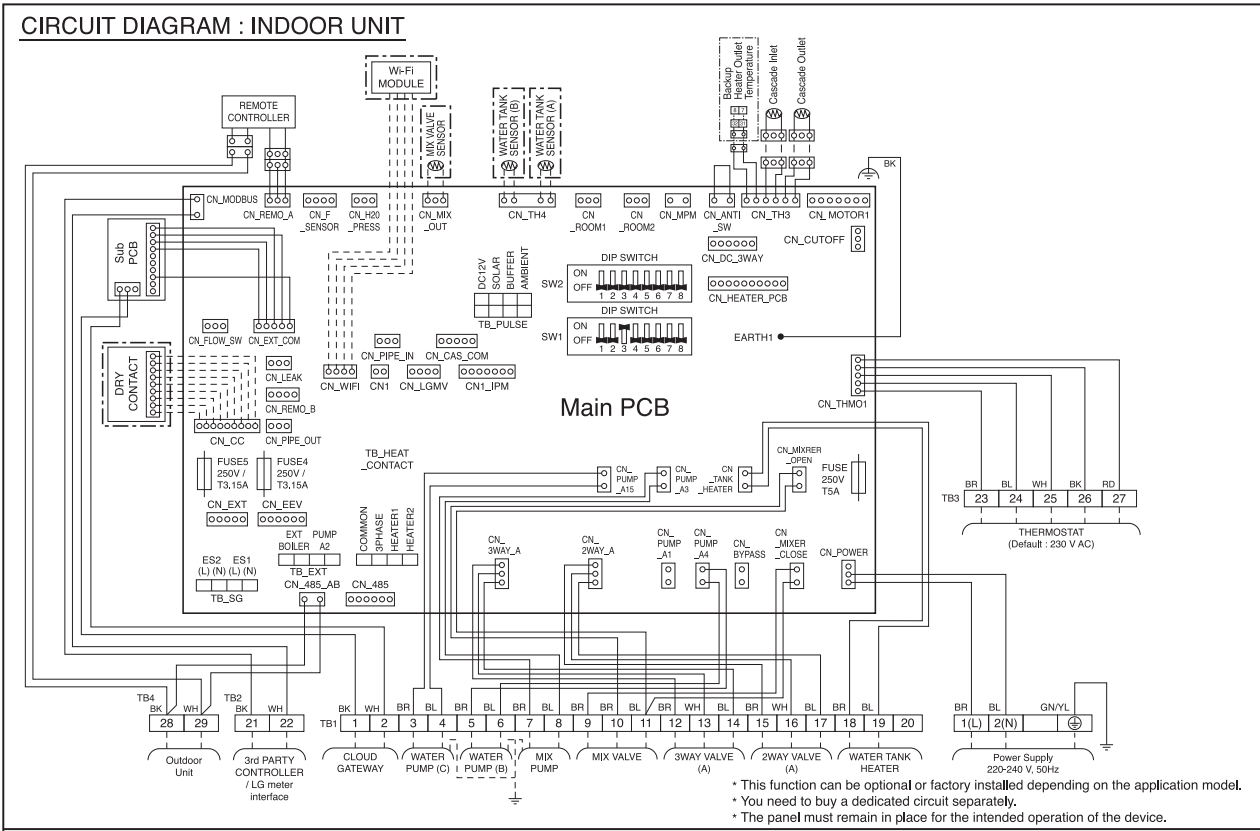 CIRCUIT DIAGRAM : INDOOR UNIT
Wi-Fi
MODULE
REMOTE
CONTROLLER
MIX VALVE
SENSOR
WATER TANK
SENSOR (B)
WATER TANK
SENSOR (A)
Backup
Heater Outlet
Temperature
Cascade Inlet
Cascade Outlet
BK
CN_MODBUS
CN_REMO_A
CN_F
_SENSOR
CN_H20
_PRESS
CN_MIX
_OUT
CN_TH4
CN
_ROOM1
CN
_ROOM2
CN_MPM
CN_ANTI
_SW
CN_TH3
CN_MOTOR1
Sub
PCB
CN_DC_3WAY
CN_CUTOFF
DC12V
SOLAR
BUFFER
AMBIENT
TB_PULSE
DIP SWITCH
SW2
ON
OFF
1 2 3 4 5 6 7 8
CN_HEATER_PCB
DIP SWITCH
SW1
ON
OFF
1 2 3 4 5 6 7 8
EARTH1
CN_FLOW_SW
CN_EXT_COM
CN_PIPE_IN
CN_CAS_COM
CN_WIFI
CN1
CN_LGMV
CN1_IPM
DRY
CONTACT
CN_LEAK
CN_REMO_B
CN_CC
CN_PIPE_OUT
CN_THMO1
Main PCB
FUSE5
250V /
T3,15A
FUSE4
250V /
T3,15A
TB_HEAT
_CONTACT
CN_
PUMP
_A15
CN_
PUMP
_A3
CN
_TANK
_HEATER
CN_MIXRER
_OPEN
FUSE
250V
T5A
CN_EXT
CN_EEV
BR BL WH BK RD
TB3 23 24 25 26 27
THERMOSTAT
(Default : 230 V AC)
EXT
BOILER
PUMP
A2
TB_EXT
COMMON
3PHASE
HEATER1
HEATER2
CN_
3WAY_A
CN_
2WAY_A
CN_
PUMP
_A1
CN_
PUMP
_A4
CN_
BYPASS
CN
_MIXER
_CLOSE
CN_POWER
ES2 ES1
(L) (N) (L) (N)
TB_SG
CN_485_AB
CN_485
TB4
BK WH
28 29
Outdoor
Unit
TB2
BK WH
21 22
3rd PARTY
CONTROLLER
/ LG meter
interface
BK WH BR BL BR BL BR BL BR BR BL BR WH BL BR WH BL BR BL
TB1 1 2 3 4 5 6 7 8 9 10 11 12 13 14 15 16 17 18 19 20
CLOUD
GATEWAY
WATER
PUMP (C)
WATER
PUMP (B)
MIX
PUMP
MIX VALVE
3WAY VALVE
(A)
2WAY VALVE
(A)
WATER TANK
HEATER
BR BL GN/YL
1(L) 2(N)
Power Supply
220-240 V, 50Hz
* This function can be optional or factory installed depending on the application model.
* You need to buy a dedicated circuit separately.
* The panel must remain in place for the intended operation of the device.